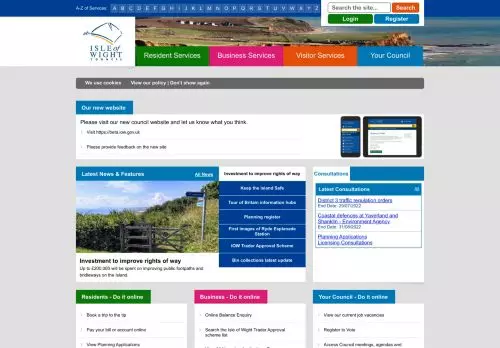 A-Z of Services: A B C D E F G H I J K L M N O P Q R S T U V W X Y Z
Search the site... Search
Login Register
ISLE of
WIGHT
COUNCIL
Resident Services Business Services Visitor Services Your Council
We use cookies View our policy | Don't show again
Our new website
Please visit our new council website and let us know what you think.
Visit https://beta.iow.gov.uk
Please provide feedback on the new site
Latest News & Features All News
Investment to improve rights of way
Keep the Island Safe
Tour of Britain information hubs
Planning register
First images of Ryde Esplanade
Station
IOW Trader Approval Scheme
Bin collections latest update
Investment to improve rights of way
Up to £200,000 will be spent on improving public footpaths and
bridleways on the Island.
Consultations
Latest Consultations All
District 3 traffic regulation orders
End Date: 29/07/2022
Coastal defences at Yaverland and
Shanklin - Environment Agency
End Date: 31/08/2022
Planning Applications
Licensing Consultations
Residents - Do it online
Book a trip to the tip
Pay your bill or account online
View Planning Applications
Business - Do it online
Online Balance Enquiry
Search the Isle of Wight Trader Approval
scheme list
Your Council - Do it online
View our current job vacancies
Register to Vote
Access Council meetings, agendas and